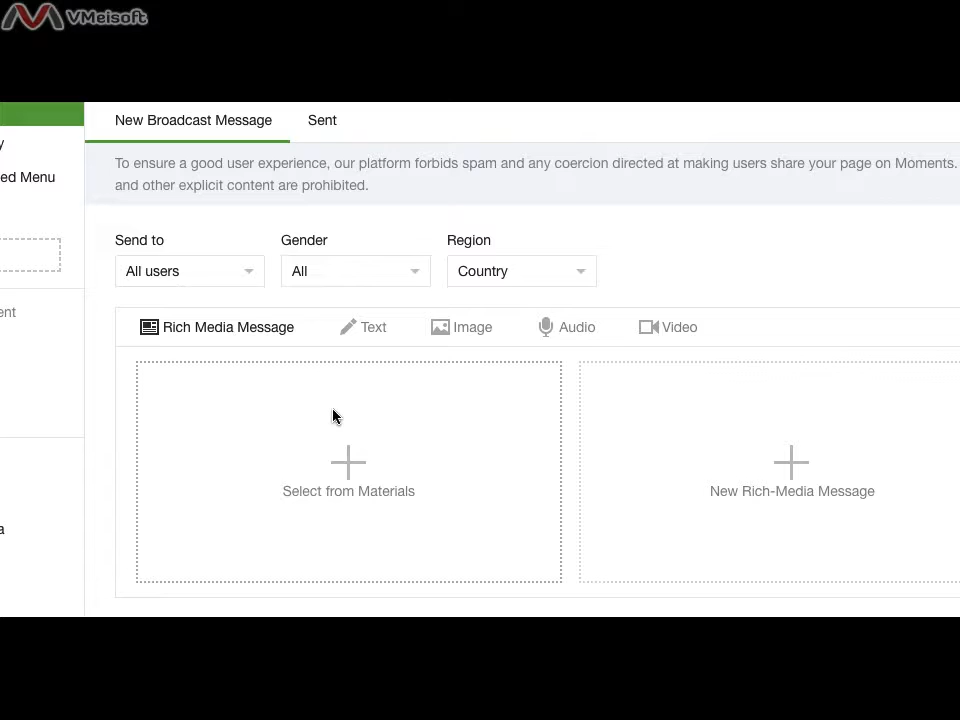 VMeisoft
New Broadcast Message Sent
y
To ensure a good user experience, our platform forbids spam and any coercion directed at making users share your page on Moments.
ed Menu
and other explicit content are prohibited.
Send to Gender Region
All users All Country
ent
Rich Media Message Text Image Audio Video
Select from Materials New Rich-Media Message
a